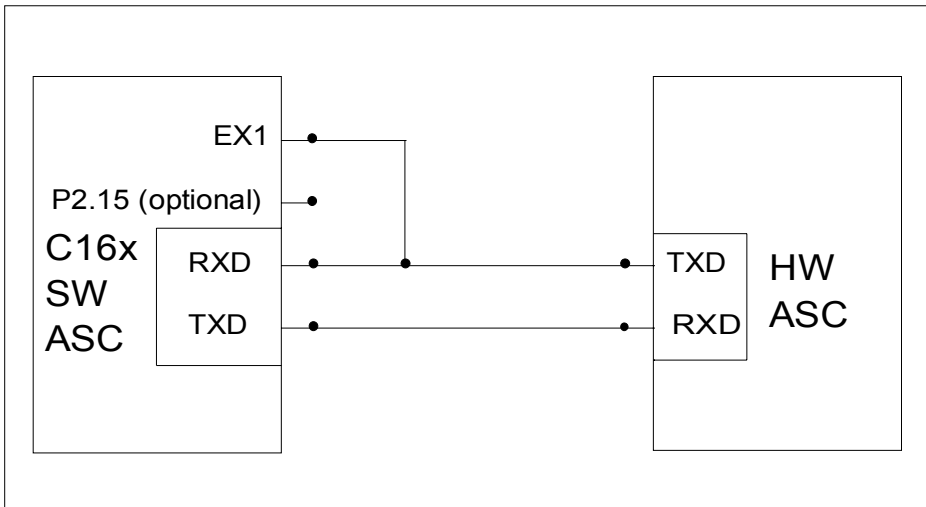 EX1
P2.15 (optional)
C16x
SW
ASC
RXD
TXD
TXD
RXD
HW
ASC